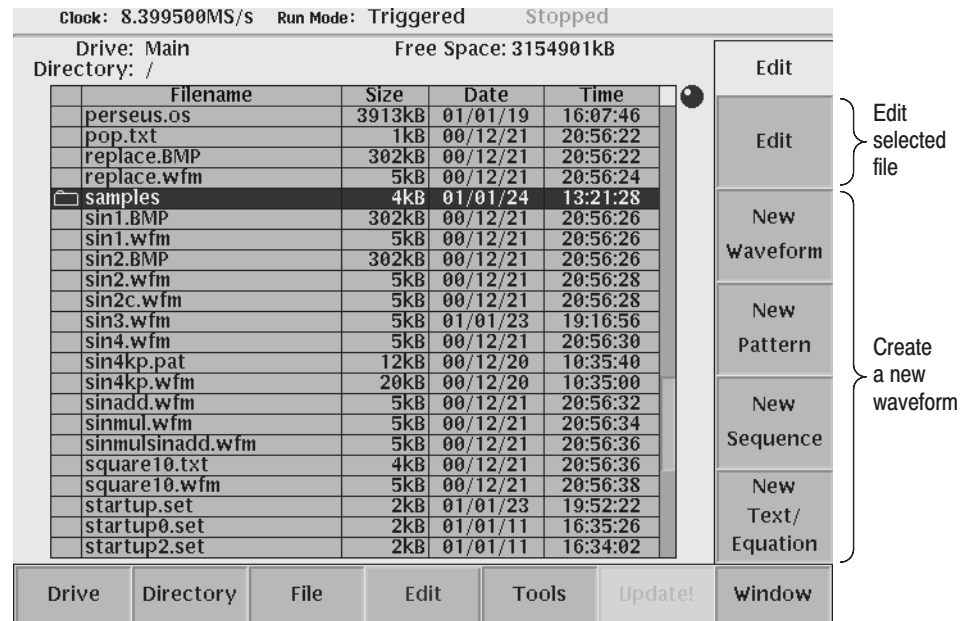 Clock: 8.399500MS/s Run Mode: Triggered Stopped
Drive: Main Free Space: 3154901kB
Directory: /
Filename Size Date Time
perseus.os 3913kB 01/01/19 16:07:46
pop.txt 1kB 00/12/21 20:56:22
replace.BMP 302kB 00/12/21 20:56:22
replace.wfm 5kB 00/12/21 20:56:24
samples 4kB 01/01/24 13:21:28
sin1.BMP 302kB 00/12/21 20:56:26
sin1.wfm 5kB 00/12/21 20:56:26
sin2.BMP 302kB 00/12/21 20:56:26
sin2.wfm 5kB 00/12/21 20:56:28
sin2c.wfm 5kB 00/12/21 20:56:28
sin3.wfm 5kB 01/01/23 19:16:56
sin4.wfm 5kB 00/12/21 20:56:30
sin4kp.pat 12kB 00/12/20 10:35:40
sin4kp.wfm 20kB 00/12/20 10:35:00
sinadd.wfm 5kB 00/12/21 20:56:32
sinmul.wfm 5kB 00/12/21 20:56:34
sinmulsinadd.wfm 5kB 00/12/21 20:56:36
square10.txt 4kB 00/12/21 20:56:36
square10.wfm 5kB 00/12/21 20:56:38
startup.set 2kB 01/01/23 19:52:22
startup0.set 2kB 01/01/11 16:35:26
startup2.set 2kB 01/01/11 16:34:02
Edit
Edit
New
Waveform
New
Pattern
New
Sequence
New
Text/
Equation
Edit
selected
file
Create
a new
waveform
Drive Directory File Edit Tools Update! Window